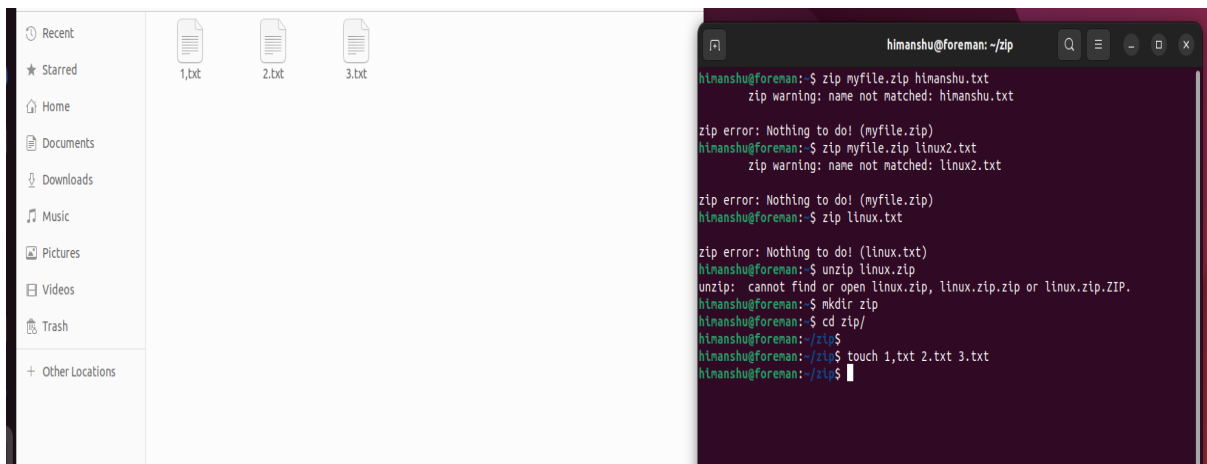 Recent
Starred
Home
Documents
Downloads
Music
Pictures
Videos
Trash
+ Other Locations
1,txt 2.txt 3.txt
himanshu@foreman: ~/zip
himanshu@foreman:~$ zip myfile.zip himanshu.txt
zip warning: name not matched: himanshu.txt
zip error: Nothing to do! (myfile.zip)
himanshu@foreman:~$ zip myfile.zip linux2.txt
zip warning: name not matched: linux2.txt
zip error: Nothing to do! (myfile.zip)
himanshu@foreman:~$ zip linux.txt
zip error: Nothing to do! (linux.txt)
himanshu@foreman:~$ unzip linux.zip
unzip:  cannot find or open linux.zip, linux.zip.zip or linux.zip.ZIP.
himanshu@foreman:~$ mkdir zip
himanshu@foreman:~$ cd zip/
himanshu@foreman:~/zip$
himanshu@foreman:~/zip$ touch 1,txt 2.txt 3.txt
himanshu@foreman:~/zip$